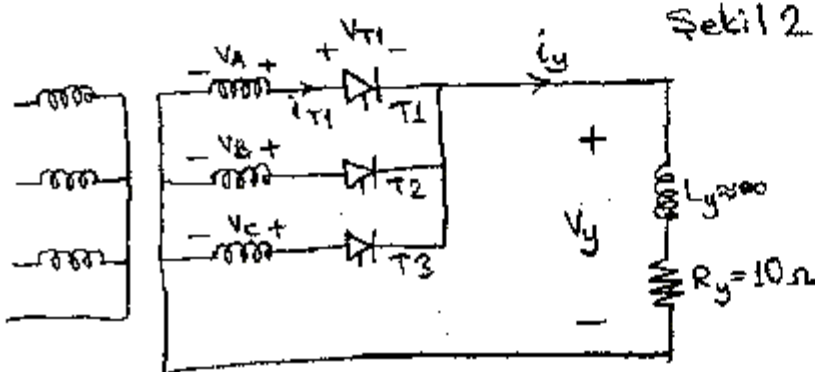 Şekil 2
VT1
+ -
- VA +
iT1
T1
iy
- VB +
T2
- VC +
T3
+
Vy
-
Ly≈∞
Ry=10Ω